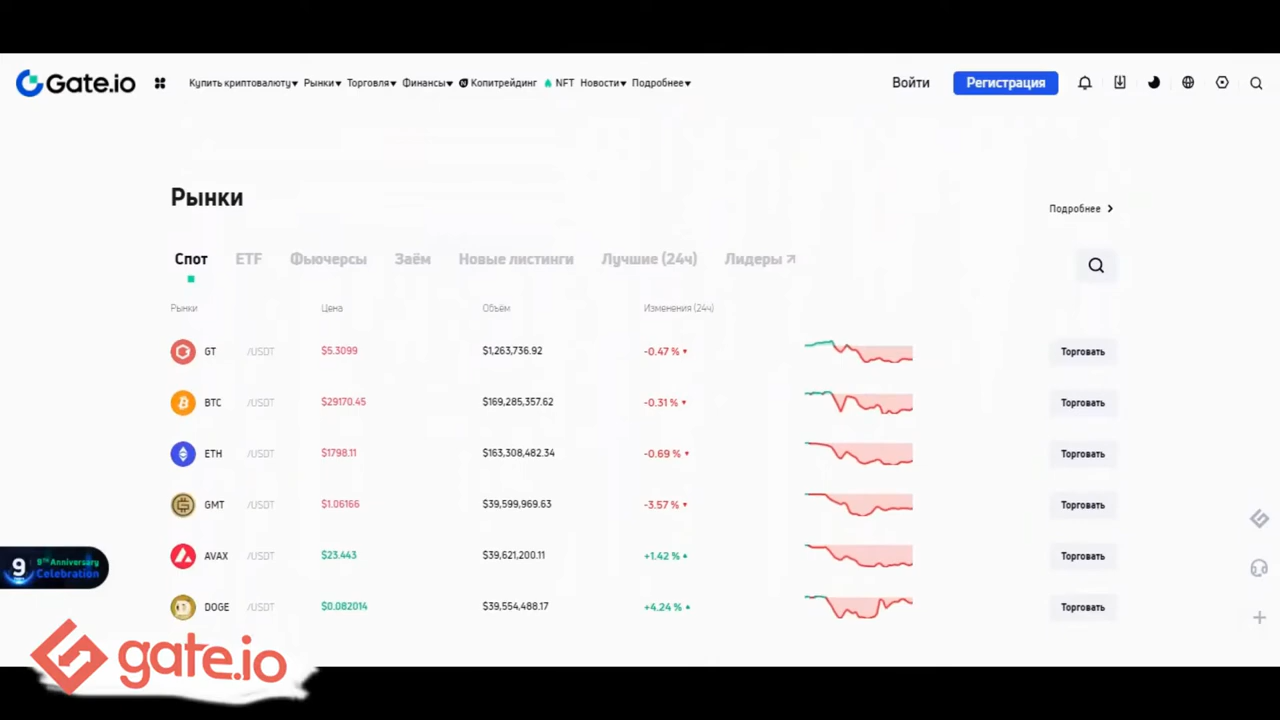 Gate.io Купить криптовалюту Рынки Торговля Финансы Копитрейдинг NFT Новости Подробнее Войти Регистрация
Рынки
Подробнее
Спот ETF Фьючерсы Заём Новые листинги Лучшие (24ч) Лидеры
Рынки Цена Объём Изменения (24ч)
GT /USDT $5.3099 $1,263,736.92 -0.47 % Торговать
BTC /USDT $29170.45 $169,285,357.62 -0.31 % Торговать
ETH /USDT $1798.11 $163,308,482.34 -0.69 % Торговать
GMT /USDT $1.06166 $39,599,969.63 -3.57 % Торговать
AVAX /USDT $23.443 $39,621,200.11 +1.42 % Торговать
9 9TH Anniversary
Celebration
DOGE /USDT $0.082014 $39,554,488.17 +4.24 % Торговать
gate.io